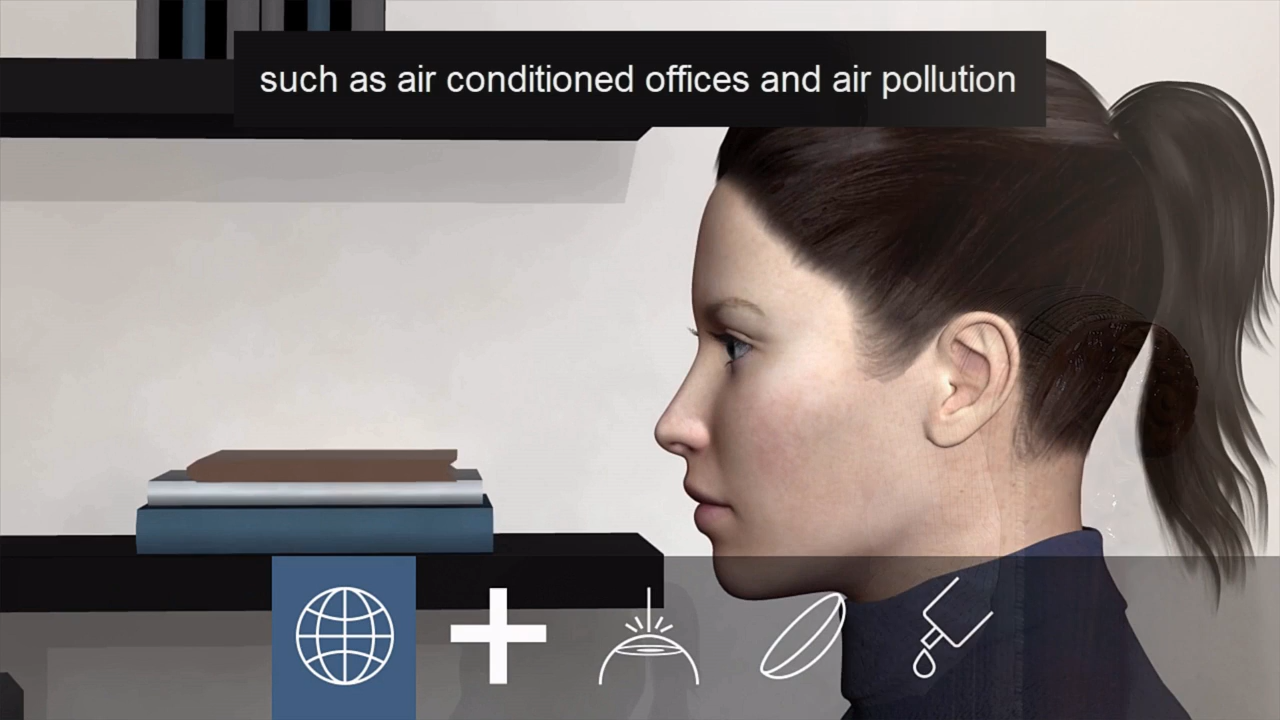 such as air conditioned offices and air pollution